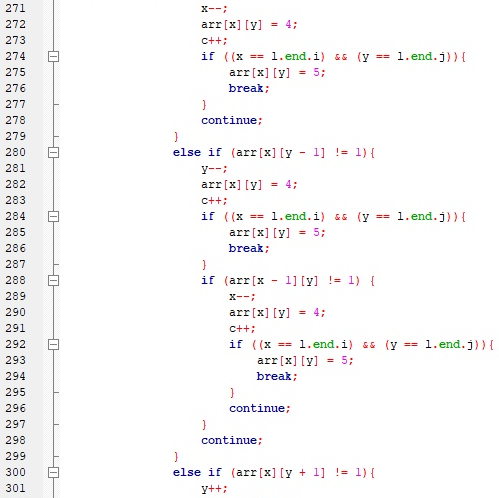 271 x--;
272 arr[x][y] = 4;
273 c++;
274 if ((x == l.end.i) && (y == l.end.j)){
275 arr[x][y] = 5;
276 break;
277 }
278 continue;
279 }
280 else if (arr[x][y - 1] != 1){
281 y--;
282 arr[x][y] = 4;
283 c++;
284 if ((x == l.end.i) && (y == l.end.j)){
285 arr[x][y] = 5;
286 break;
287 }
288 if (arr[x - 1][y] != 1) {
289 x--;
290 arr[x][y] = 4;
291 c++;
292 if ((x == l.end.i) && (y == l.end.j)){
293 arr[x][y] = 5;
294 break;
295 }
296 continue;
297 }
298 continue;
299 }
300 else if (arr[x][y + 1] != 1){
301 y++;